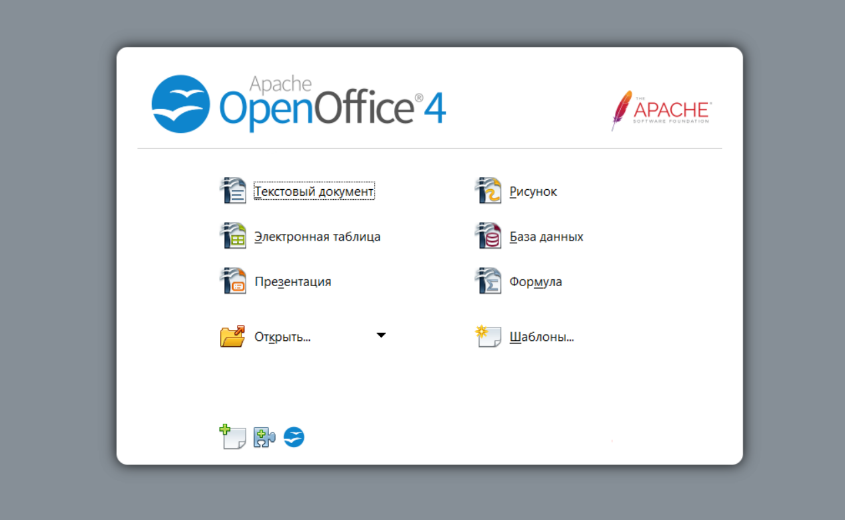 Apache
OpenOffice® 4
THE
APACHE®
SOFTWARE FOUNDATION
Текстовый документ
Рисунок
Электронная таблица
База данных
Презентация
Формула
Открыть...
Шаблоны...